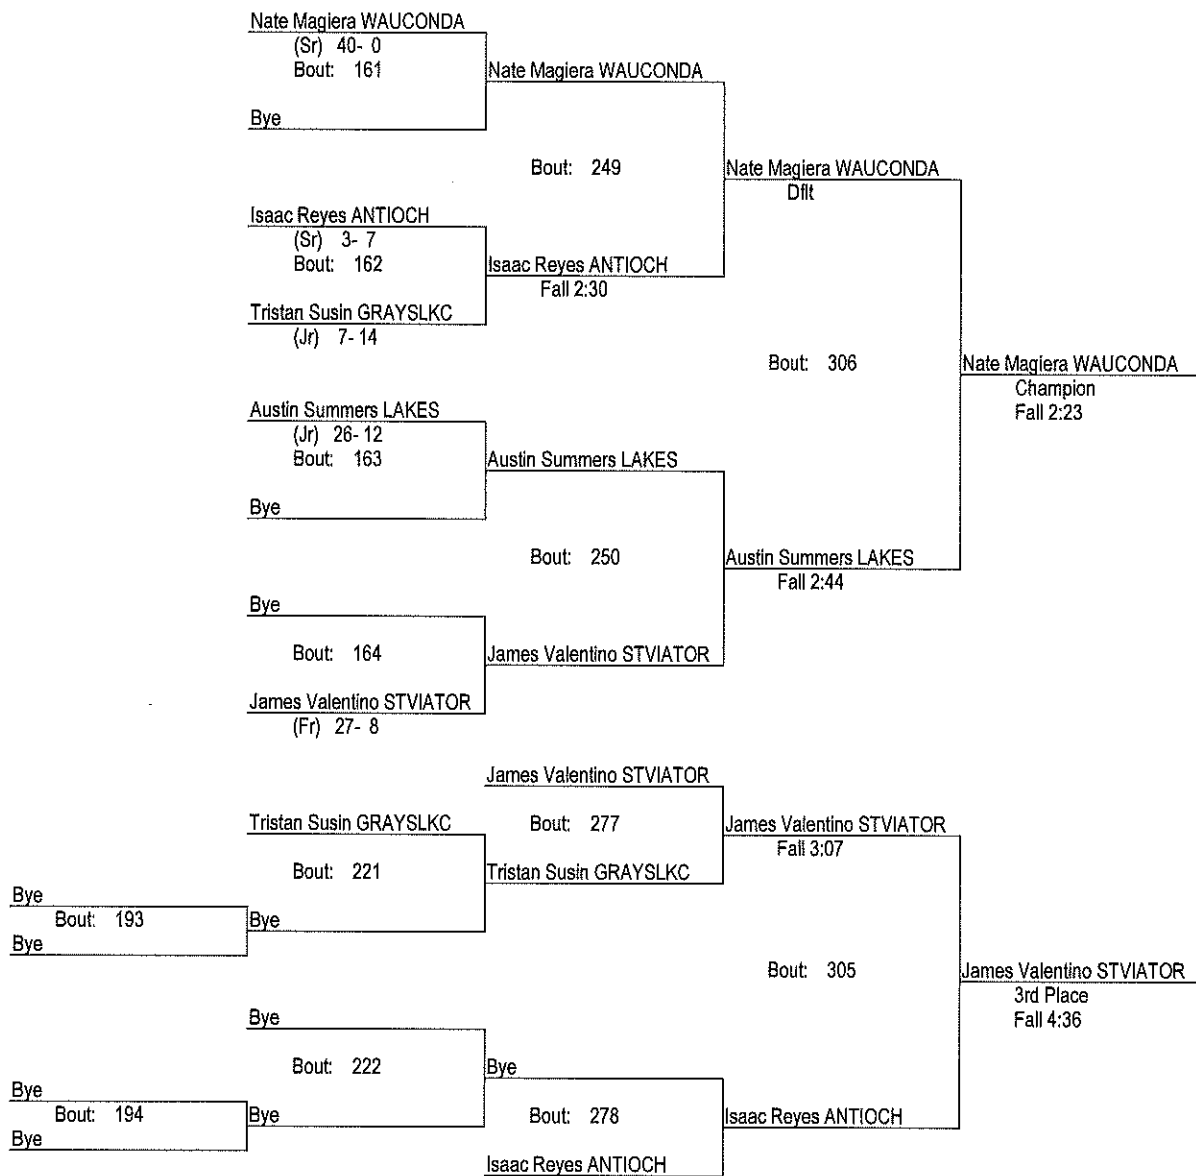 Nate Magiera WAUCONDA
(Sr) 40- 0
Bout: 161
Nate Magiera WAUCONDA
Bye
Bout: 249
Nate Magiera WAUCONDA
Dflt
Isaac Reyes ANTIOCH
(Sr) 3- 7
Bout: 162
Isaac Reyes ANTIOCH
Fall 2:30
Tristan Susin GRAYSLKC
(Jr) 7- 14
Bout: 306
Nate Magiera WAUCONDA
Champion
Fall 2:23
Austin Summers LAKES
(Jr) 26- 12
Bout: 163
Austin Summers LAKES
Bye
Bout: 250
Austin Summers LAKES
Fall 2:44
Bye
Bout: 164
James Valentino STVIATOR
James Valentino STVIATOR
(Fr) 27- 8
James Valentino STVIATOR
Tristan Susin GRAYSLKC
Bout: 277
James Valentino STVIATOR
Fall 3:07
Bout: 221
Tristan Susin GRAYSLKC
Bye
Bout: 193
Bye
Bye
Bout: 305
James Valentino STVIATOR
3rd Place
Fall 4:36
Bye
Bout: 222
Bye
Bye
Bout: 194
Bye
Bye
Bout: 278
Isaac Reyes ANTIOCH
Isaac Reyes ANTIOCH